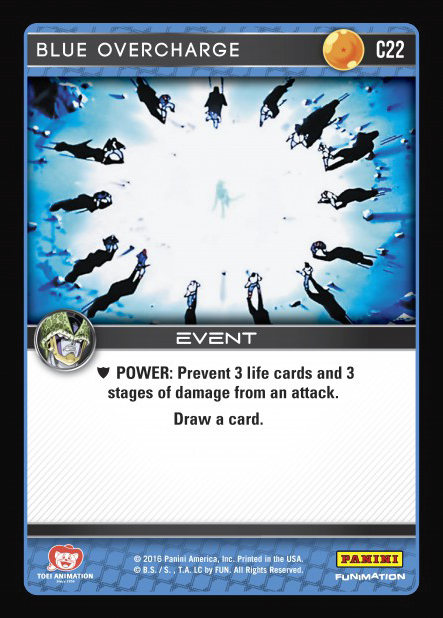 BLUE OVERCHARGE
C22
EVENT
POWER: Prevent 3 life cards and 3
stages of damage from an attack.
Draw a card.
© 2016 Panini America, Inc. Printed in the USA.
© B.S. / S. , T.A. LC by FUN. All Rights Reserved.
TOEI ANIMATION
PANINI
FUNIMATION